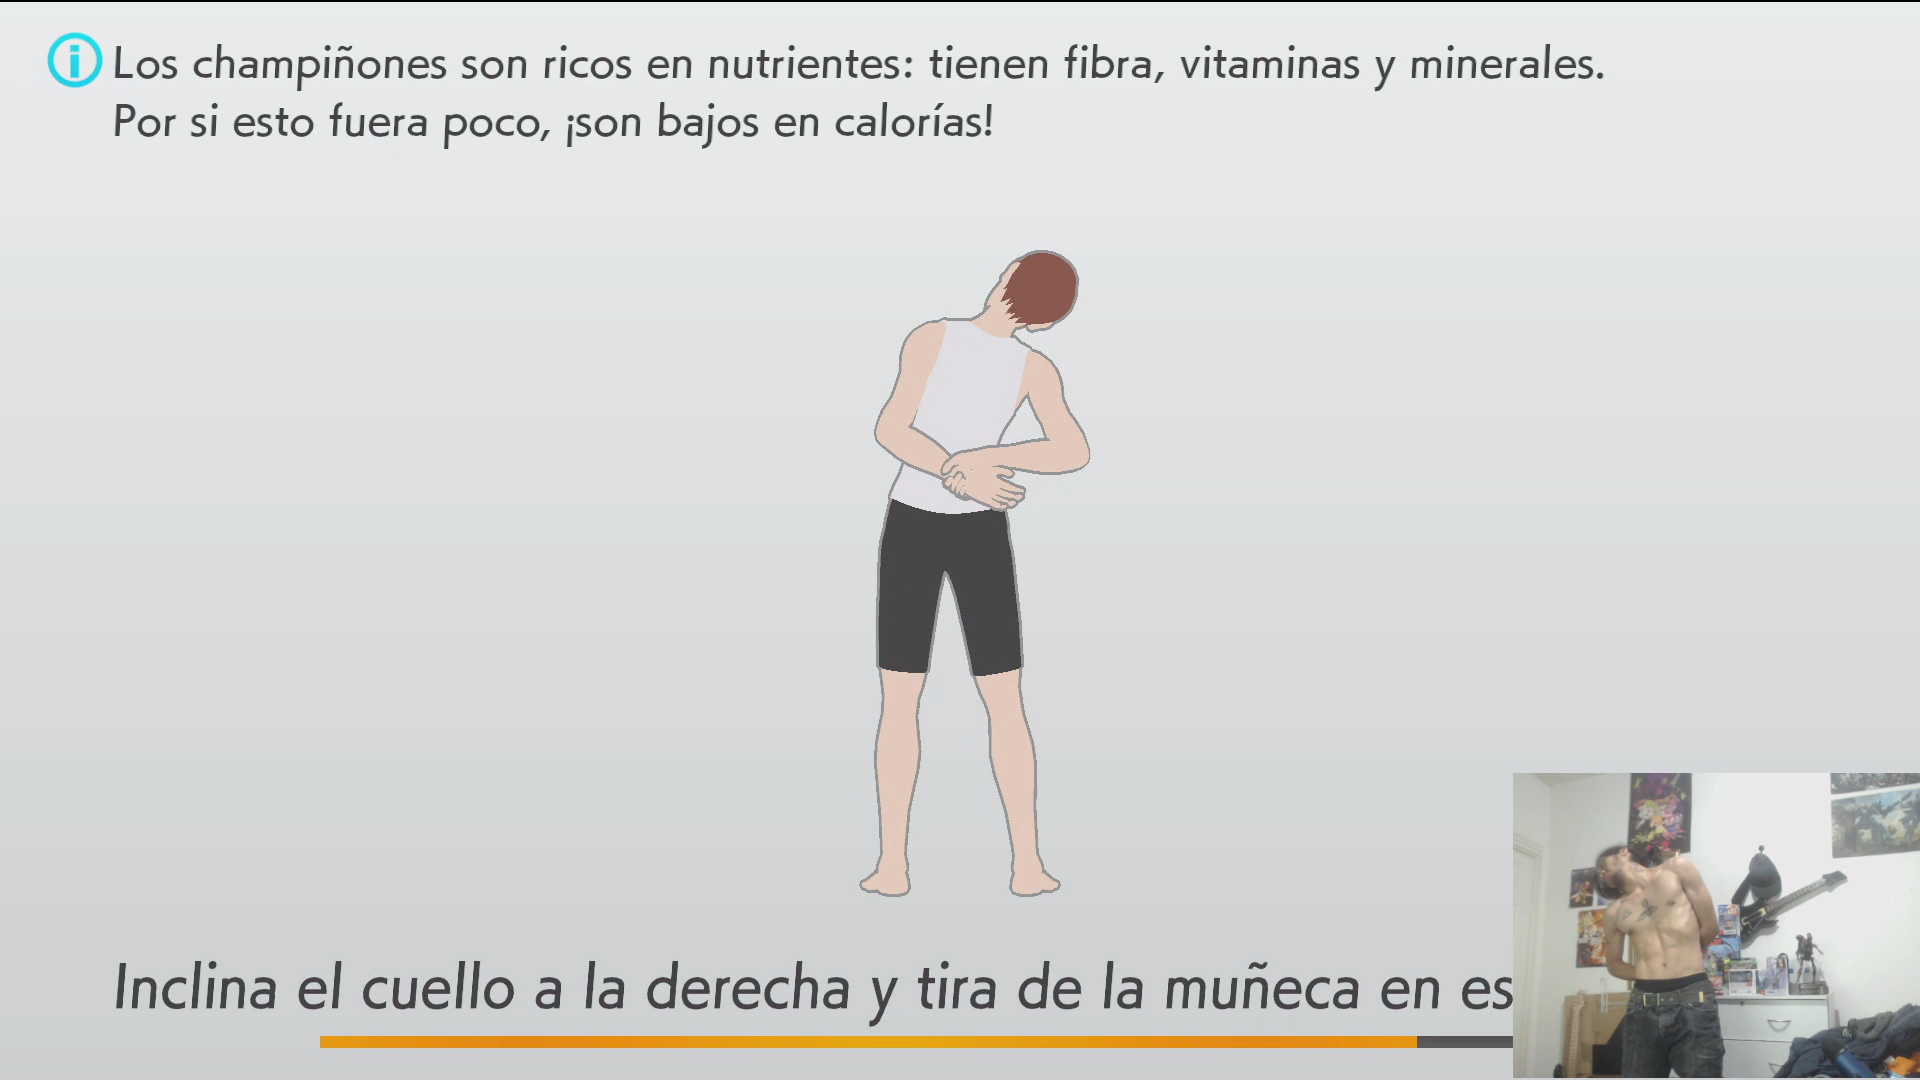 Los champiñones son ricos en nutrientes: tienen fibra, vitaminas y minerales.
Por si esto fuera poco, ¡son bajos en calorías!
Inclina el cuello a la derecha y tira de la muñeca en es